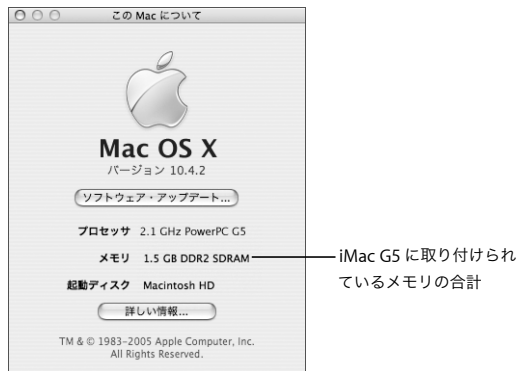 この Mac について
Mac OS X
バージョン 10.4.2
ソフトウェア・アップデート...
プロセッサ 2.1 GHz PowerPC G5
メモリ 1.5 GB DDR2 SDRAM
iMac G5 に取り付けられ
ているメモリの合計
起動ディスク Macintosh HD
詳しい情報...
TM & © 1983–2005 Apple Computer, Inc.
All Rights Reserved.